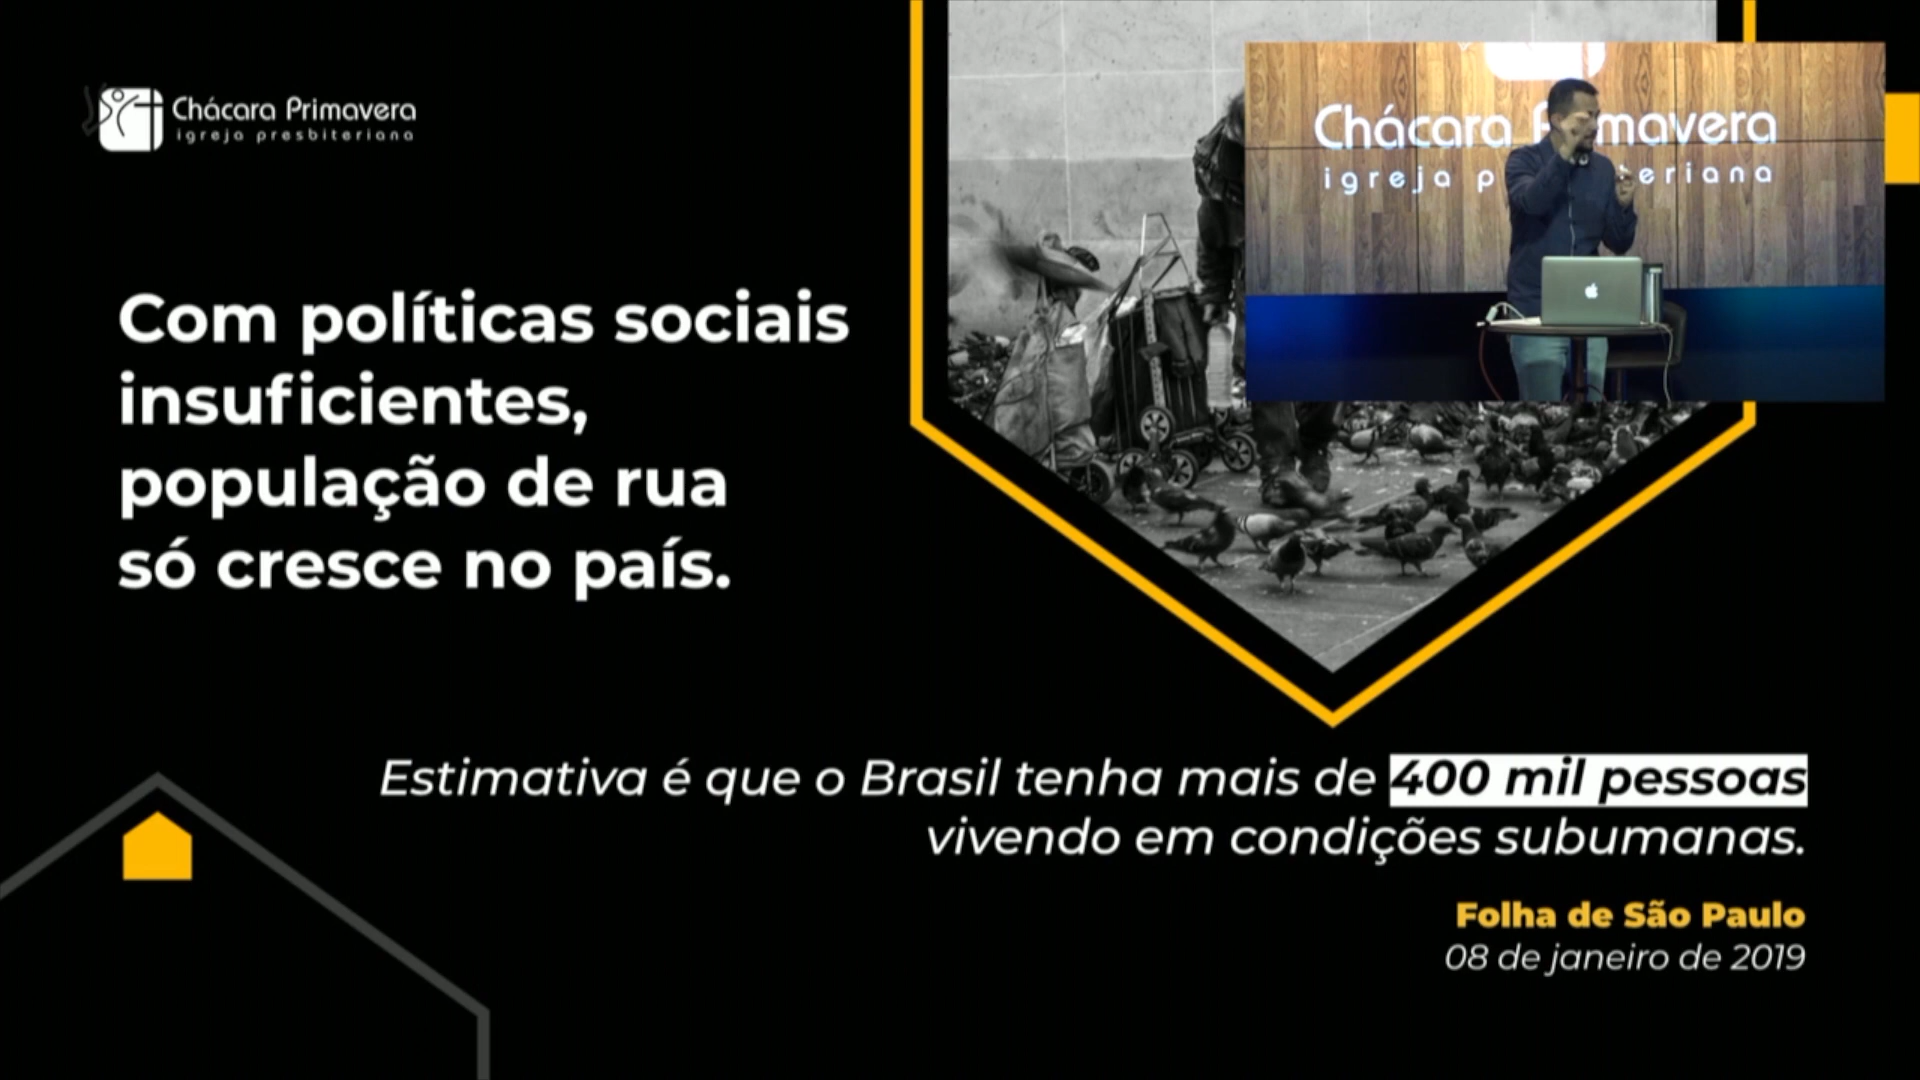 Chácara Primavera
igreja presbiteriana
Chácara P mavera
igreja p teriana
Com políticas sociais
insuficientes,
população de rua
só cresce no país.
Estimativa é que o Brasil tenha mais de 400 mil pessoas
vivendo em condições subumanas.
Folha de São Paulo
08 de janeiro de 2019